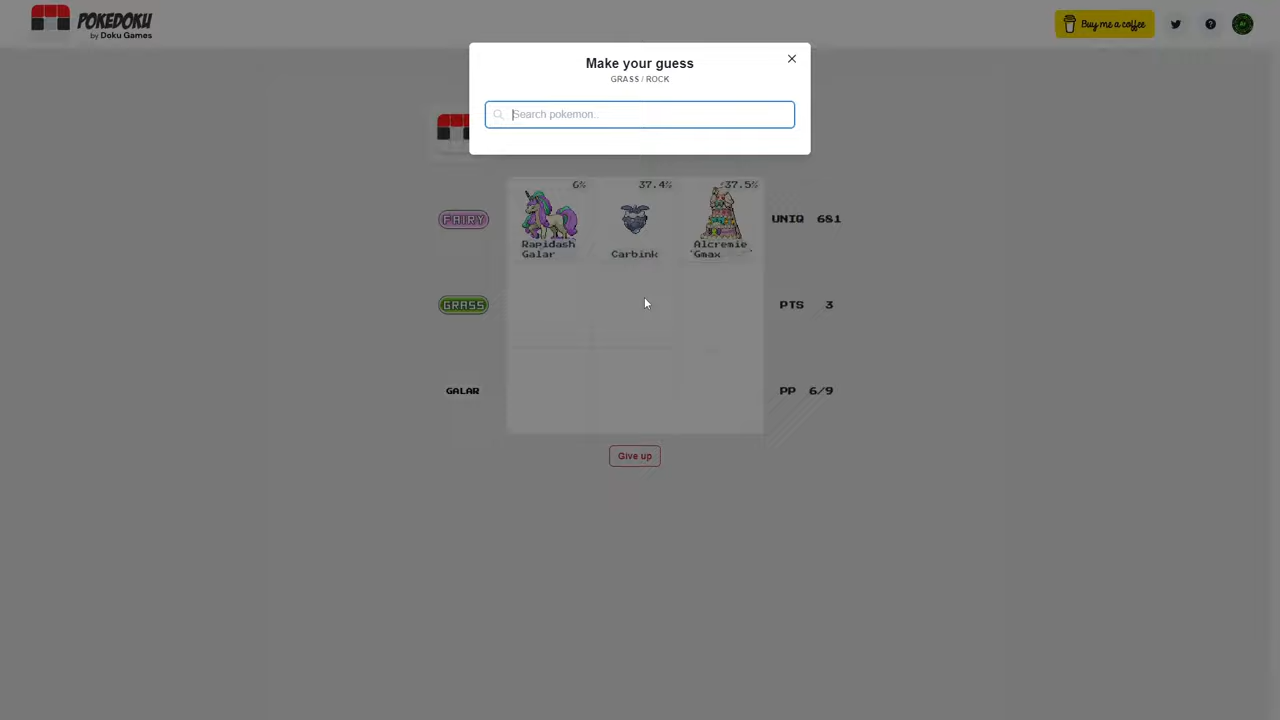 POKEDOKU
by Doku Games
Buy me a coffee
Make your guess
GRASS / ROCK
Search pokemon..
6%
37.4%
37.5%
FAIRY
Rapidash
Galar
Carbink
Alcremie
Gmax
UNIQ 681
GRASS
PTS 3
GALAR
PP 6/9
Give up